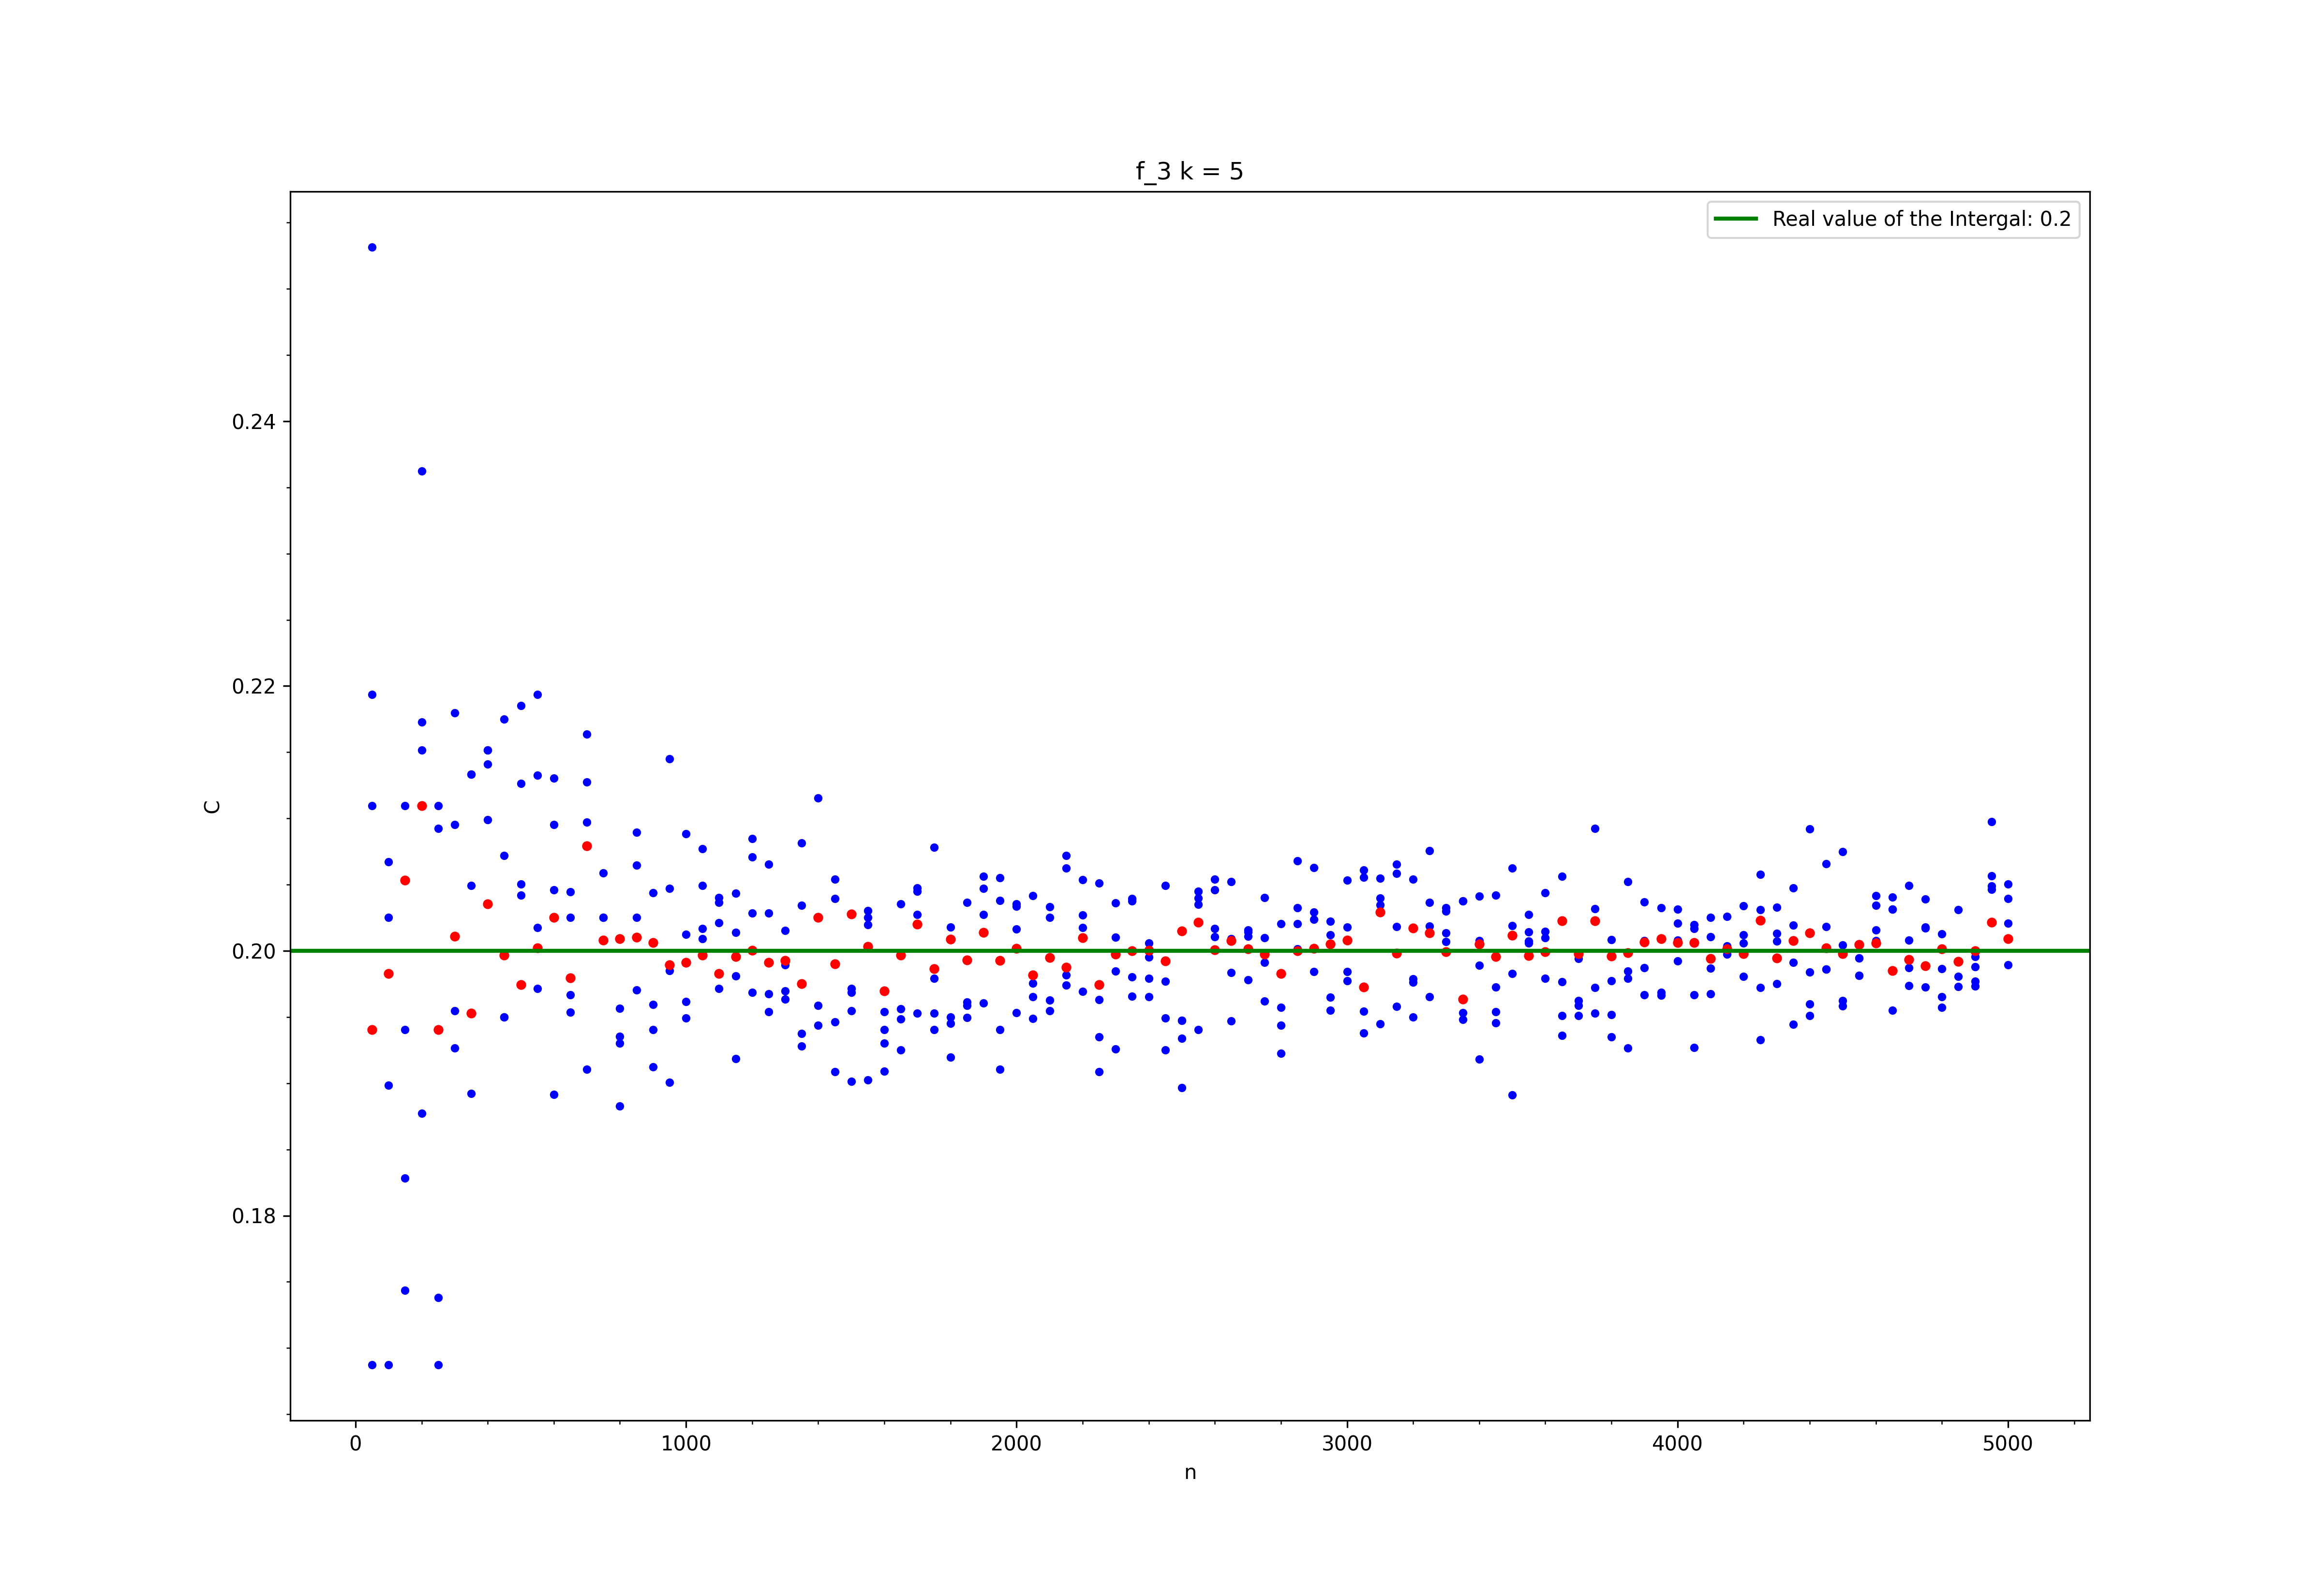 f_3 k = 5
Real value of the Intergal: 0.2
0.24
0.22
C
0.20
0.18
0 1000 2000 3000 4000 5000
n